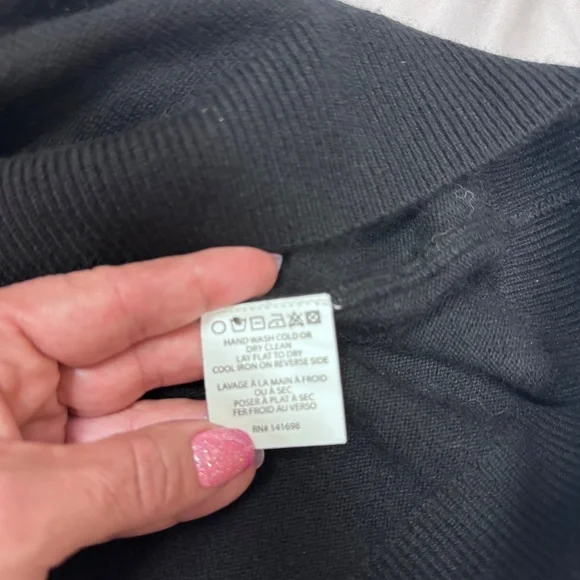 HAND WASH COLD OR
DRY CLEAN
LAY FLAT TO DRY
COOL IRON ON REVERSE SIDE
LAVAGE À LA MAIN À FROID
OU À SEC
POSER À PLAT À SEC
FER FROID AU VERSO
RN# 141698